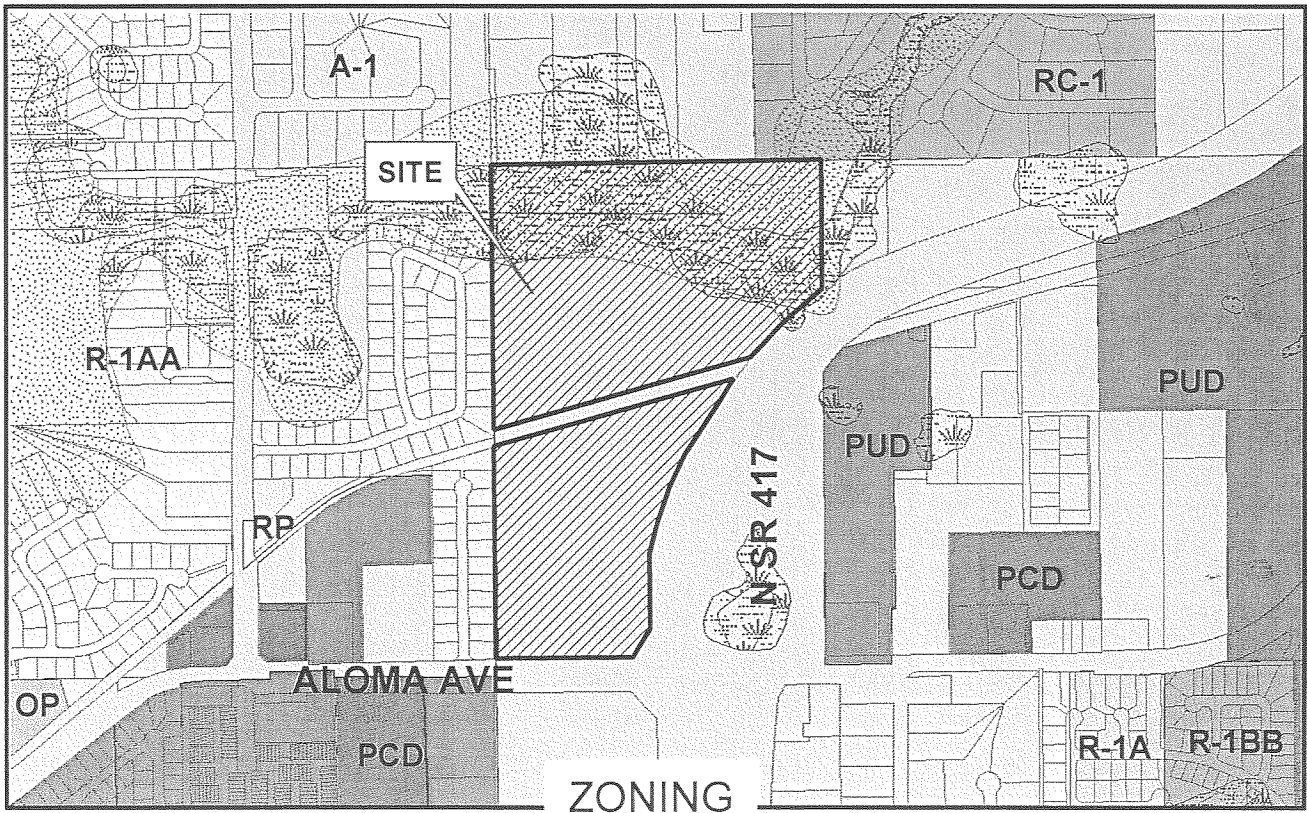 A-1
RC-1
SITE
R-1AA
PUD
PUD
N SR 417
RP
PCD
ALOMA AVE
OP
PCD
R-1A
R-1BB
ZONING